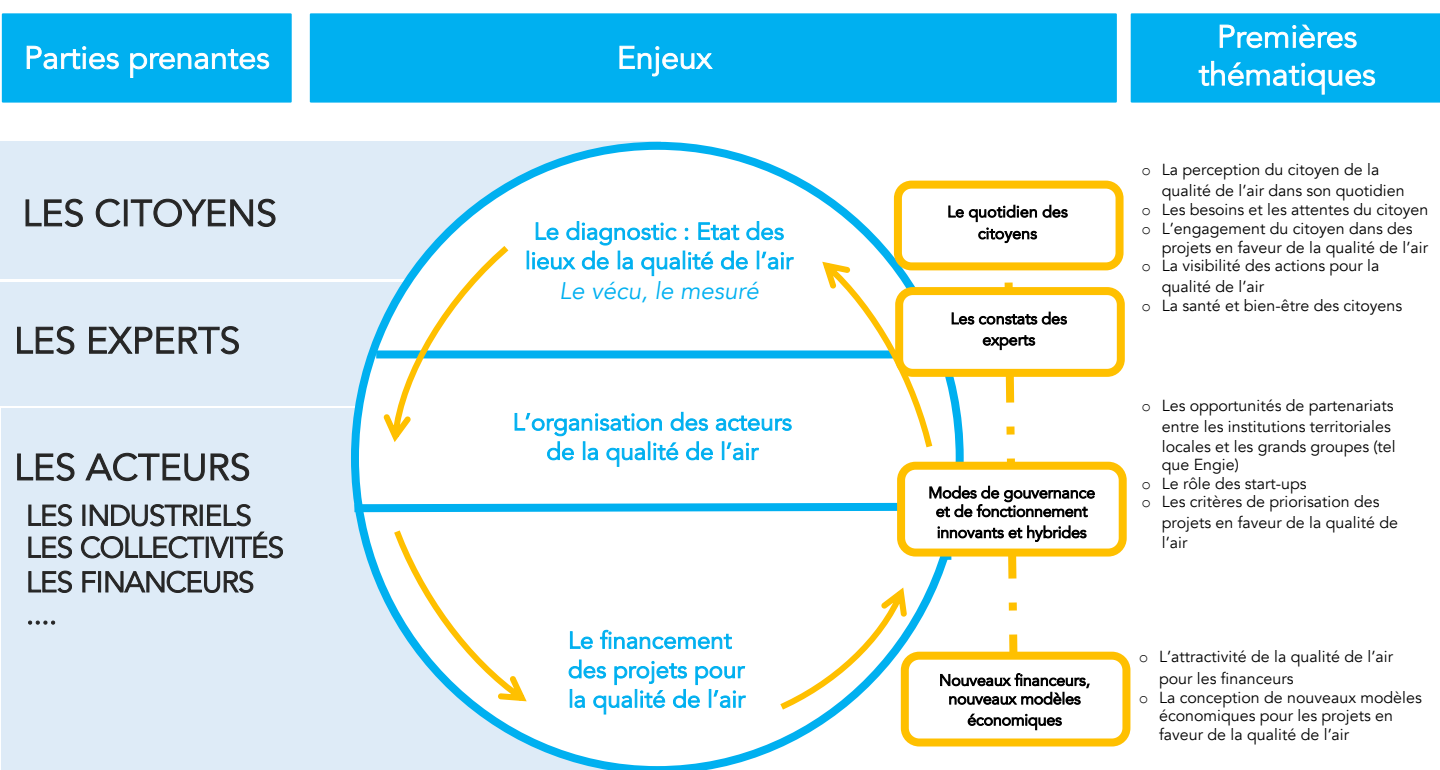 Parties prenantes
Enjeux
Premières
thématiques
LES CITOYENS
LES EXPERTS
LES ACTEURS
LES INDUSTRIELS
LES COLLECTIVITÉS
LES FINANCEURS
....
Le diagnostic : Etat des
lieux de la qualité de l'air
Le vécu, le mesuré
L'organisation des acteurs
de la qualité de l'air
Le financement
des projets pour
la qualité de l'air
Le quotidien des
citoyens
Les constats des
experts
Modes de gouvernance
et de fonctionnement
innovants et hybrides
Nouveaux financeurs,
nouveaux modèles
économiques
o La perception du citoyen de la
qualité de l'air dans son quotidien
o Les besoins et les attentes du citoyen
o L'engagement du citoyen dans des
projets en faveur de la qualité de l'air
o La visibilité des actions pour la
qualité de l'air
o La santé et bien-être des citoyens
o Les opportunités de partenariats
entre les institutions territoriales
locales et les grands groupes (tel
que Engie)
o Le rôle des start-ups
o Les critères de priorisation des
projets en faveur de la qualité de
l'air
o L'attractivité de la qualité de l'air
pour les financeurs
o La conception de nouveaux modèles
économiques pour les projets en
faveur de la qualité de l'air